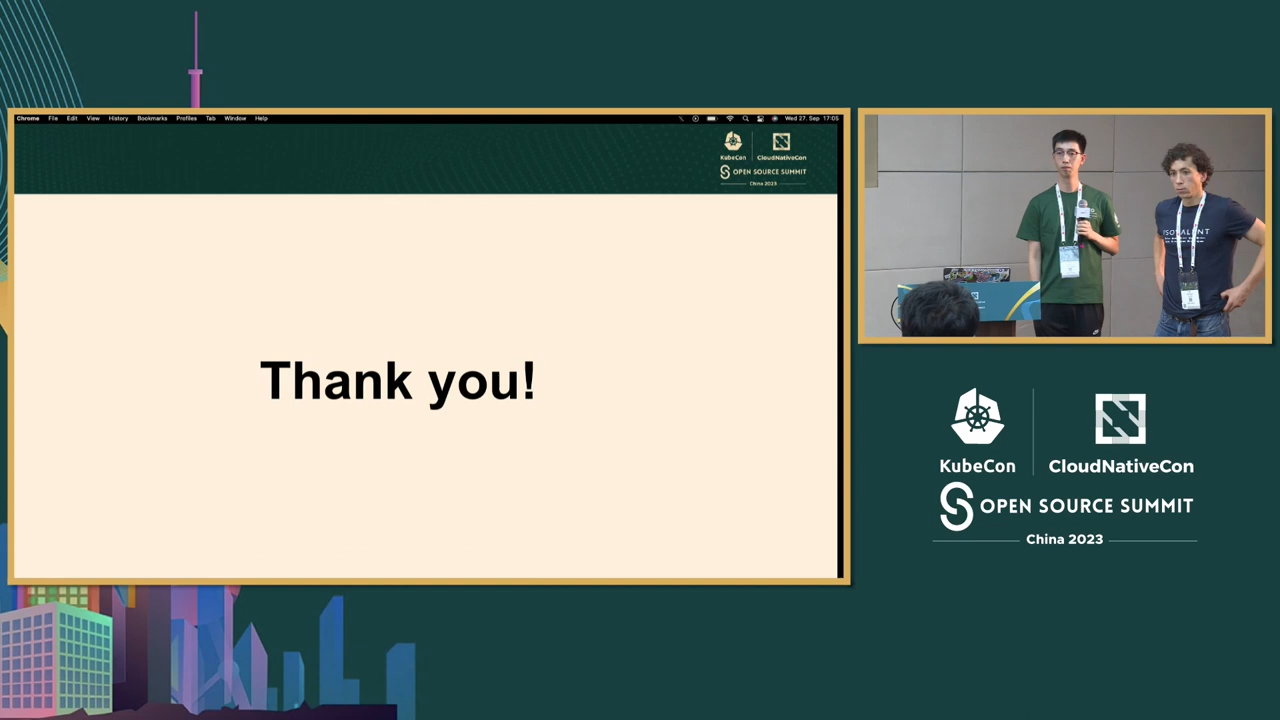 Chrome File Edit View History Bookmarks Profiles Tab Window Help
Wed 27. Sep 17:05
KubeCon
CloudNativeCon
OPEN SOURCE SUMMIT
China 2023
Thank you!
ISOVALENT
KubeCon
CloudNativeCon
OPEN SOURCE SUMMIT
China 2023